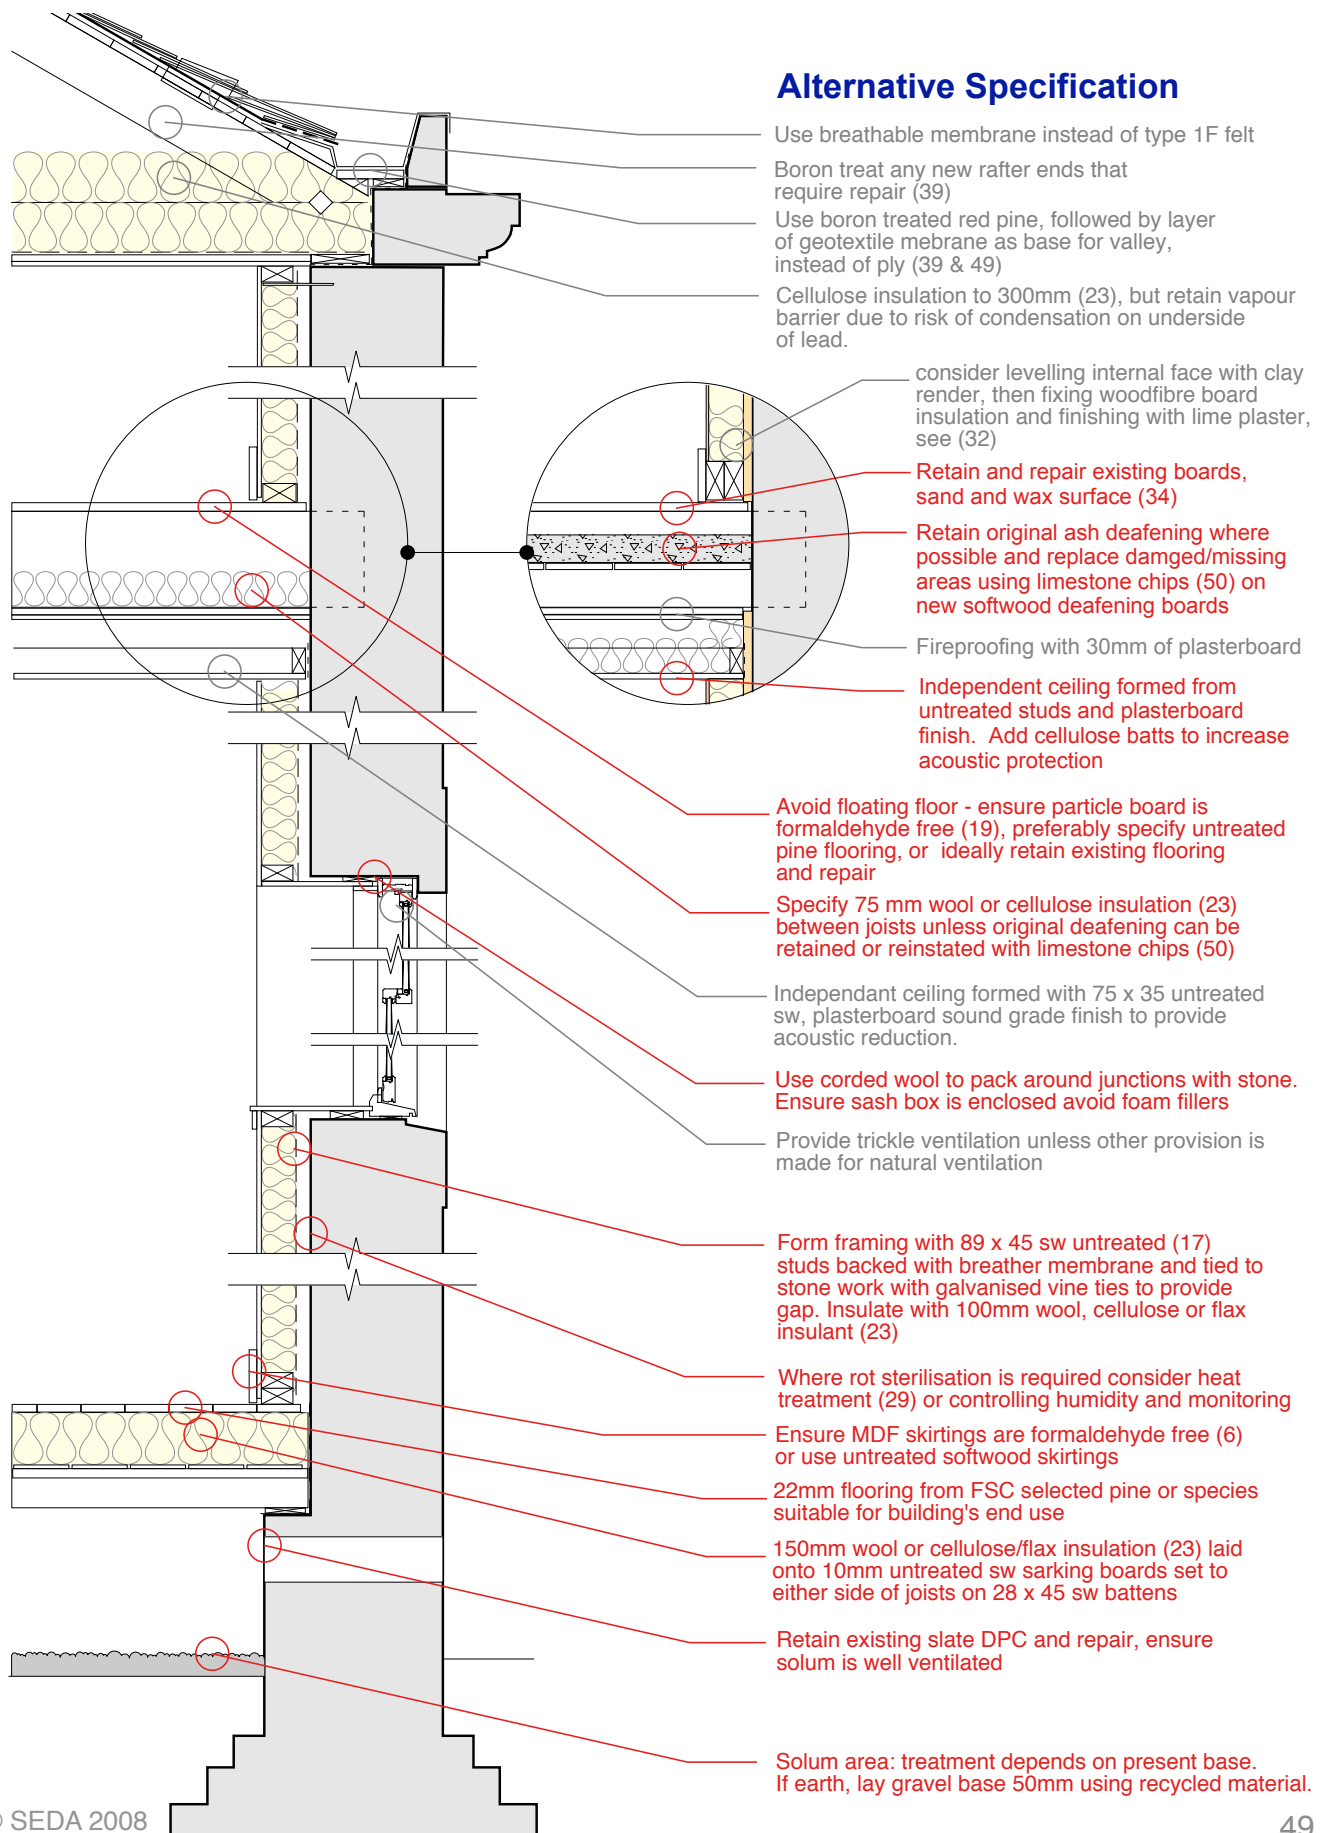 Alternative Specification
Use breathable membrane instead of type 1F felt
Boron treat any new rafter ends that
require repair (39)
Use boron treated red pine, followed by layer
of geotextile mebrane as base for valley,
instead of ply (39 & 49)
Cellulose insulation to 300mm (23), but retain vapour
barrier due to risk of condensation on underside
of lead.
consider levelling internal face with clay
render, then fixing woodfibre board
insulation and finishing with lime plaster,
see (32)
Retain and repair existing boards,
sand and wax surface (34)
Retain original ash deafening where
possible and replace damged/missing
areas using limestone chips (50) on
new softwood deafening boards
Fireproofing with 30mm of plasterboard
Independent ceiling formed from
untreated studs and plasterboard
finish.  Add cellulose batts to increase
acoustic protection
Avoid floating floor - ensure particle board is
formaldehyde free (19), preferably specify untreated
pine flooring, or  ideally retain existing flooring
and repair
Specify 75 mm wool or cellulose insulation (23)
between joists unless original deafening can be
retained or reinstated with limestone chips (50)
Independant ceiling formed with 75 x 35 untreated
sw, plasterboard sound grade finish to provide
acoustic reduction.
Use corded wool to pack around junctions with stone.
Ensure sash box is enclosed avoid foam fillers
Provide trickle ventilation unless other provision is
made for natural ventilation
Form framing with 89 x 45 sw untreated (17)
studs backed with breather membrane and tied to
stone work with galvanised vine ties to provide
gap. Insulate with 100mm wool, cellulose or flax
insulant (23)
Where rot sterilisation is required consider heat
treatment (29) or controlling humidity and monitoring
Ensure MDF skirtings are formaldehyde free (6)
or use untreated softwood skirtings
22mm flooring from FSC selected pine or species
suitable for building's end use
150mm wool or cellulose/flax insulation (23) laid
onto 10mm untreated sw sarking boards set to
either side of joists on 28 x 45 sw battens
Retain existing slate DPC and repair, ensure
solum is well ventilated
Solum area: treatment depends on present base.
If earth, lay gravel base 50mm using recycled material.
© SEDA 2008
49